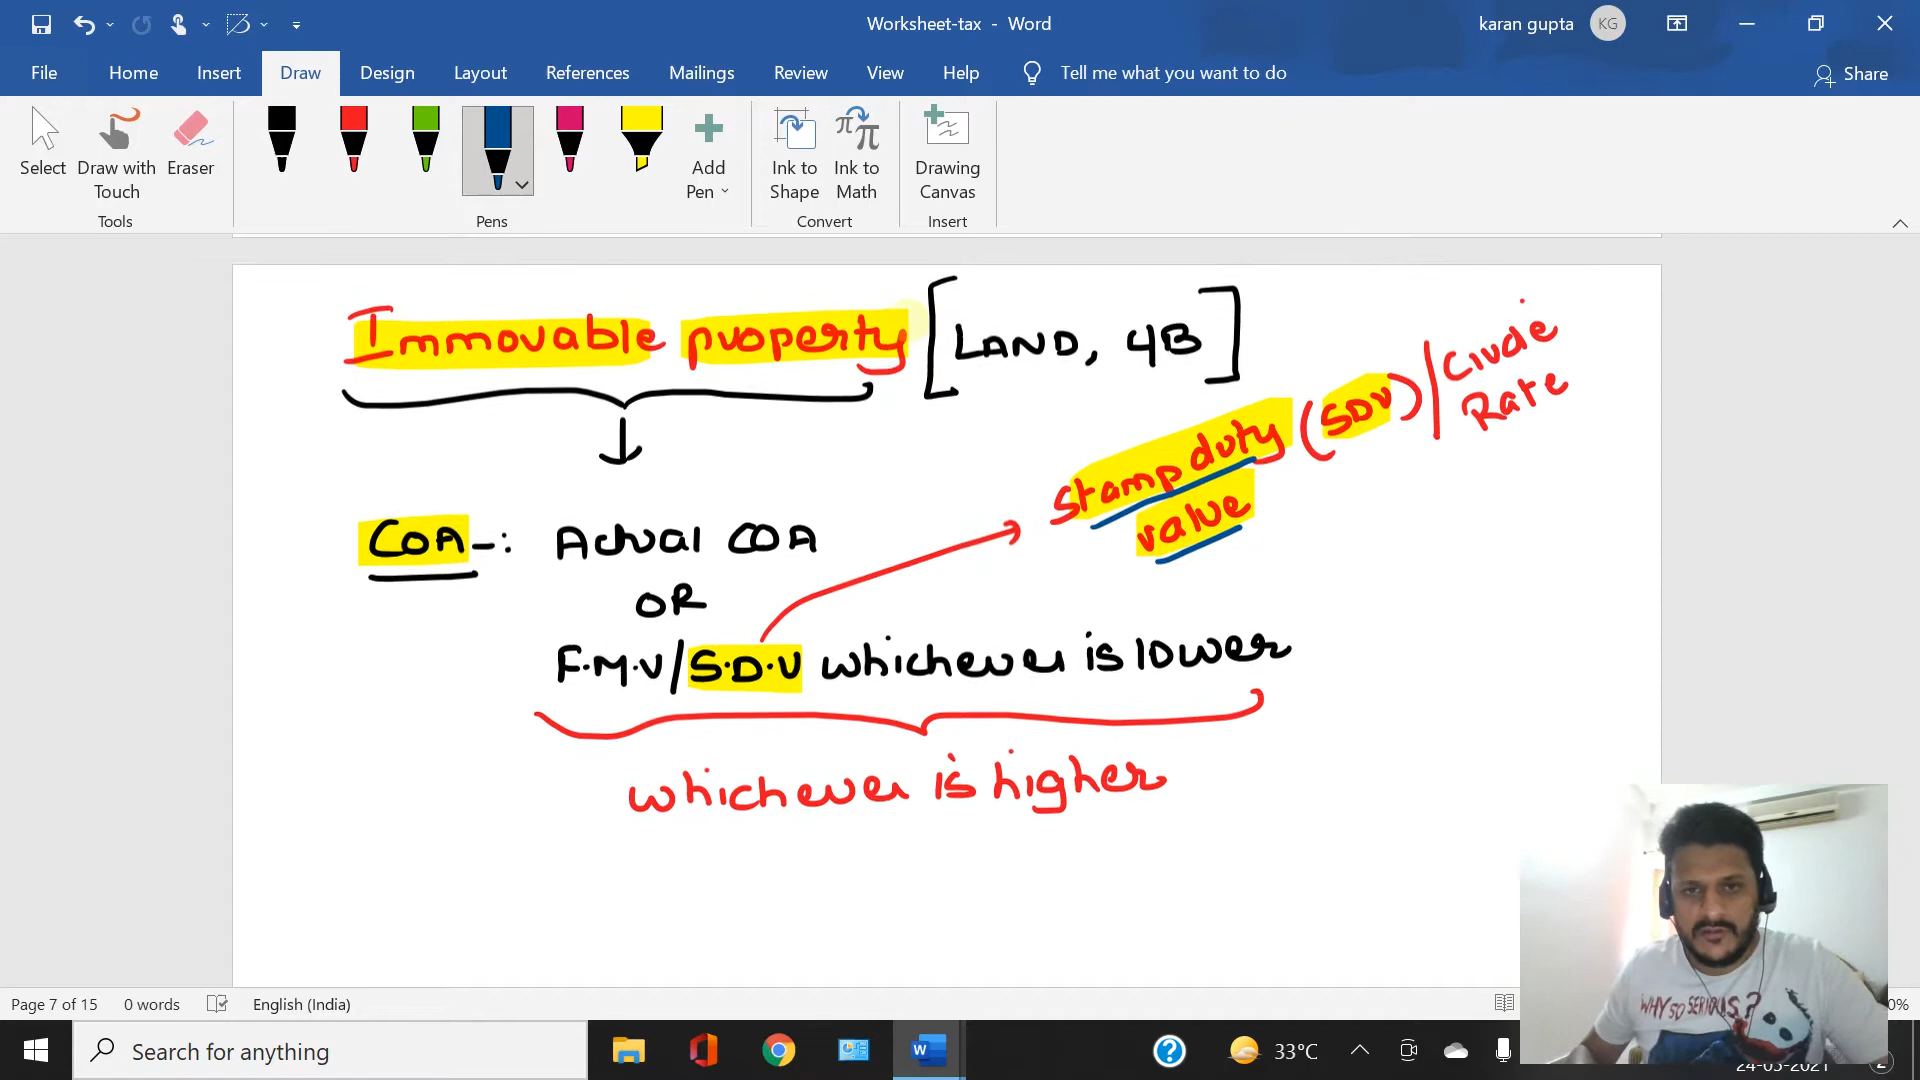 Worksheet-tax - Word
karan gupta
KG
File Home Insert Draw Design Layout References Mailings Review View Help Tell me what you want to do Share
Select
Draw with Touch
Eraser
Tools
Pens
Add Pen
Ink to Shape
Ink to Math
Convert
Drawing Canvas
Insert
Immovable property [LAND, 4B]
Stamp duty (SDV) / Circle Rate
value
COA -: Actual COA
OR
F.M.V/S.D.V whichever is lower
whichever is higher
WHY SO SERIOUS?
Page 7 of 15 0 words English (India)
Search for anything
33°C